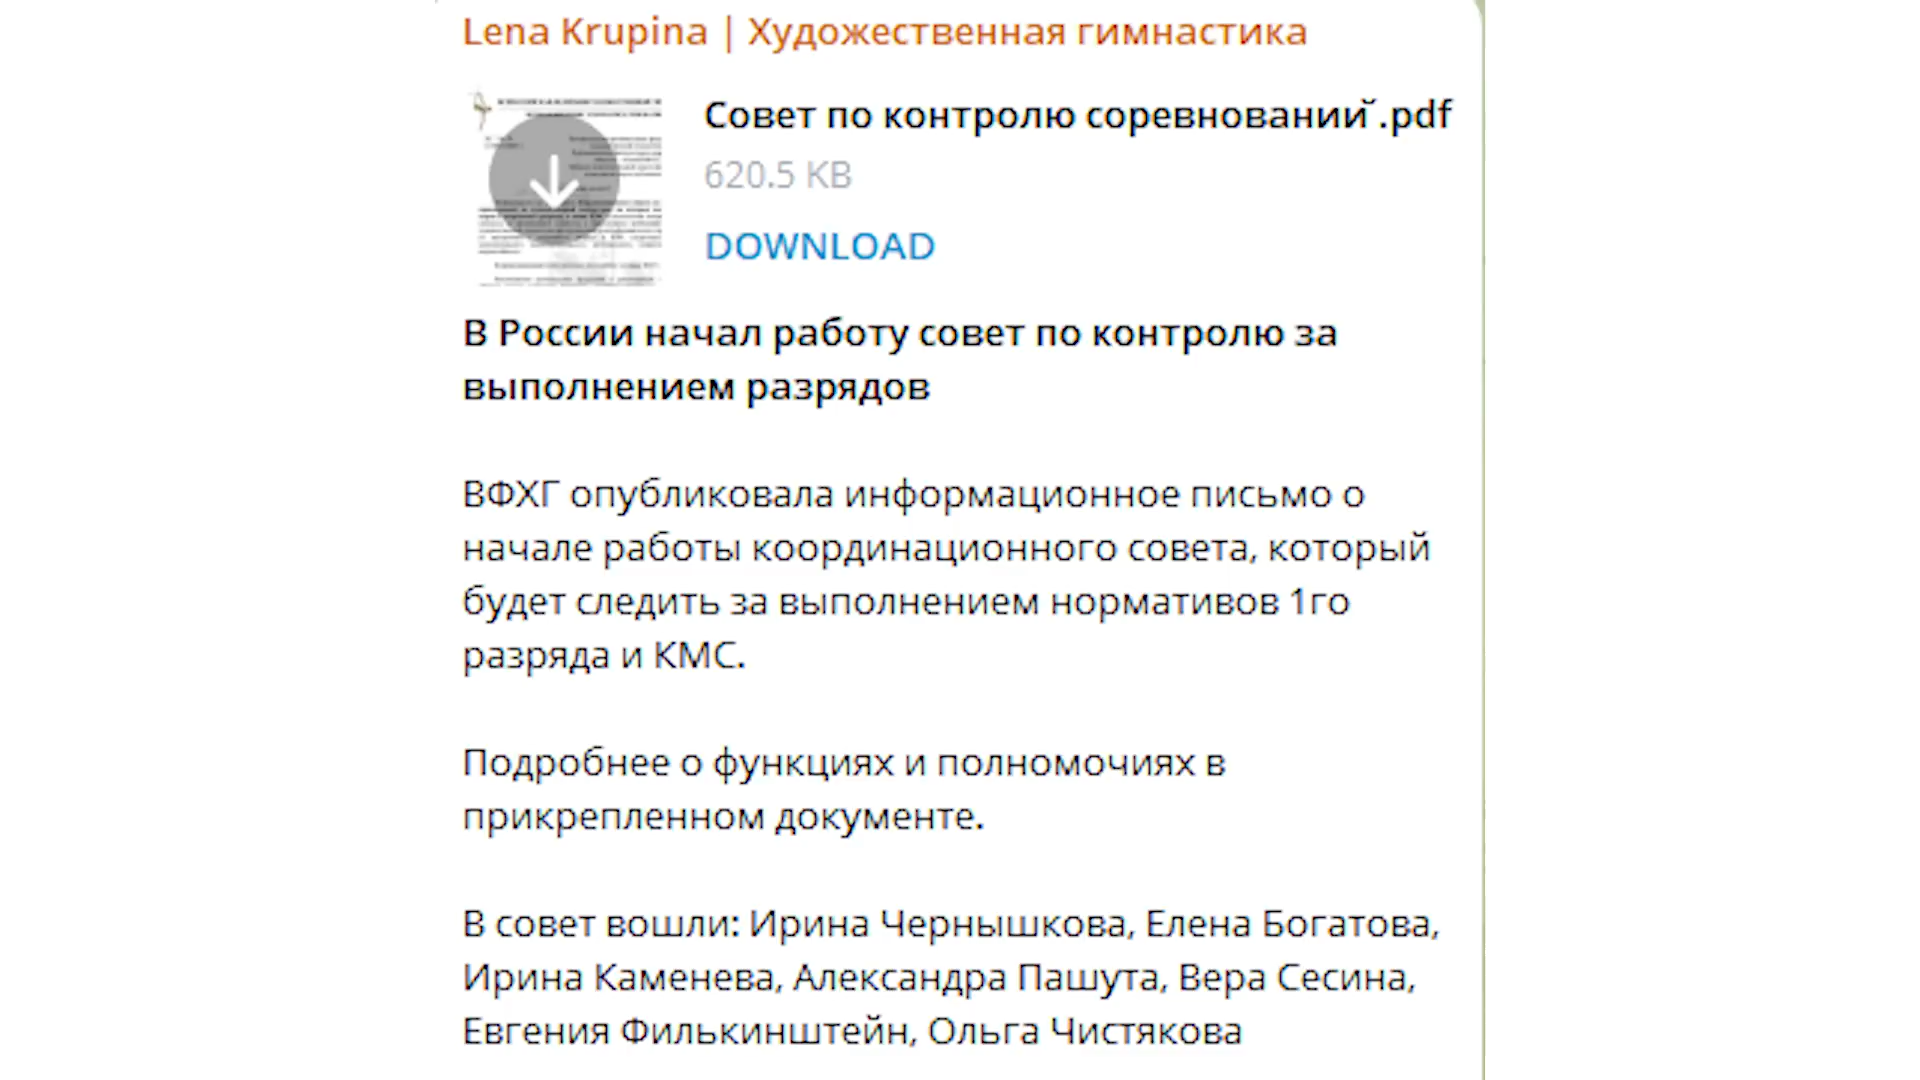 Lena Krupina | Художественная гимнастика
Совет по контролю соревнований.pdf
620.5 KB
DOWNLOAD
В России начал работу совет по контролю за
выполнением разрядов
ВФХГ опубликовала информационное письмо о
начале работы координационного совета, который
будет следить за выполнением нормативов 1го
разряда и КМС.
Подробнее о функциях и полномочиях в
прикрепленном документе.
В совет вошли: Ирина Чернышкова, Елена Богатова,
Ирина Каменева, Александра Пашута, Вера Сесина,
Евгения Филькинштейн, Ольга Чистякова